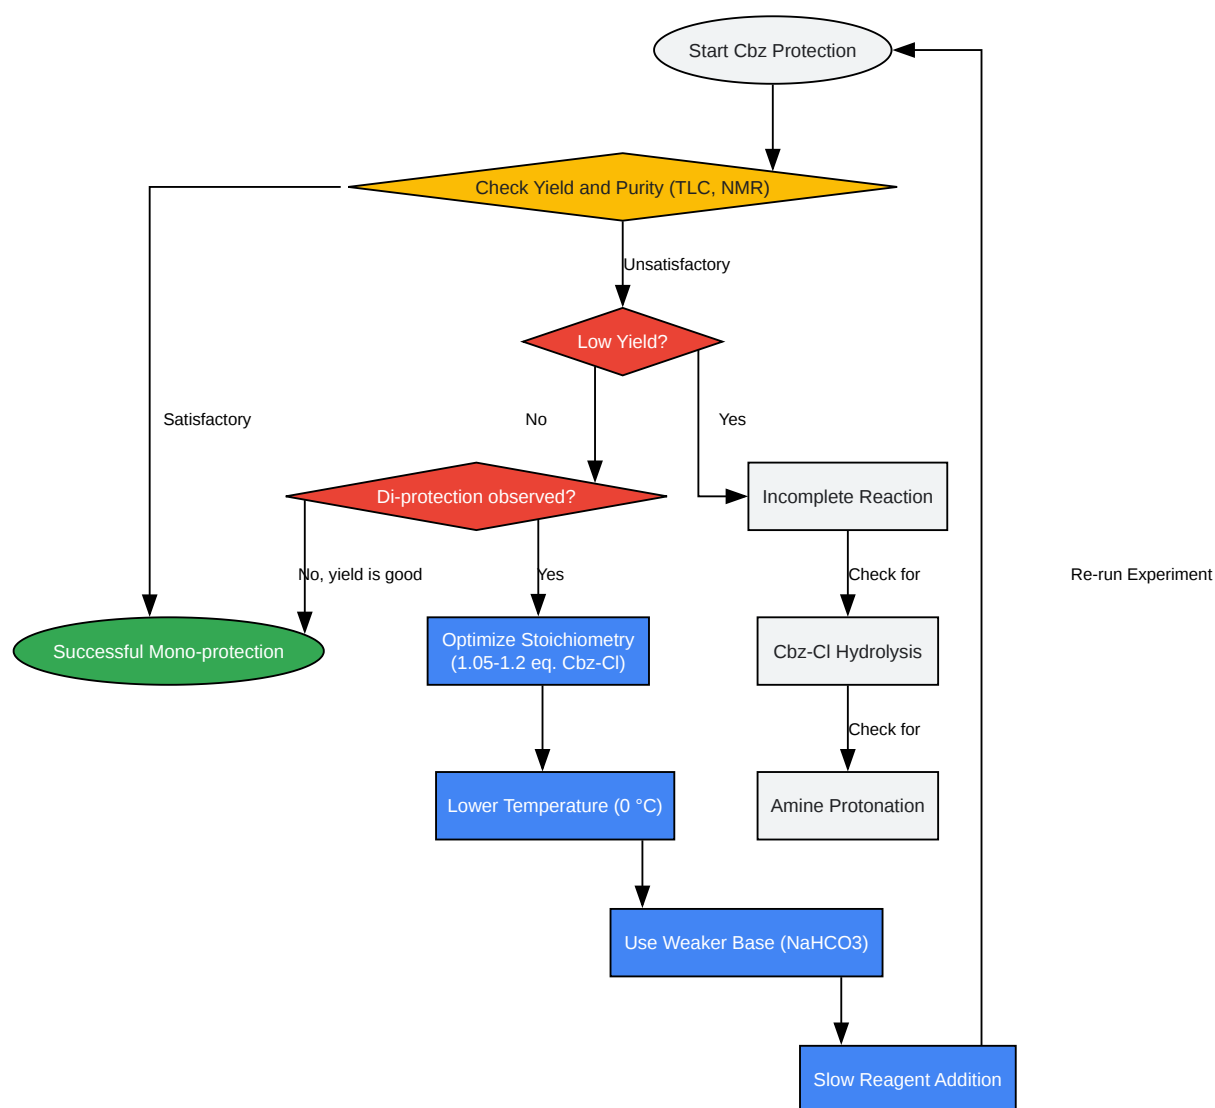 Start Cbz Protection
Check Yield and Purity (TLC, NMR)
Unsatisfactory
Low Yield?
Satisfactory
No
Yes
Di-protection observed?
Incomplete Reaction
No, yield is good
Yes
Check for
Re-run Experiment
Successful Mono-protection
Optimize Stoichiometry
(1.05-1.2 eq. Cbz-Cl)
Cbz-Cl Hydrolysis
Check for
Lower Temperature (0 °C)
Amine Protonation
Use Weaker Base (NaHCO3)
Slow Reagent Addition